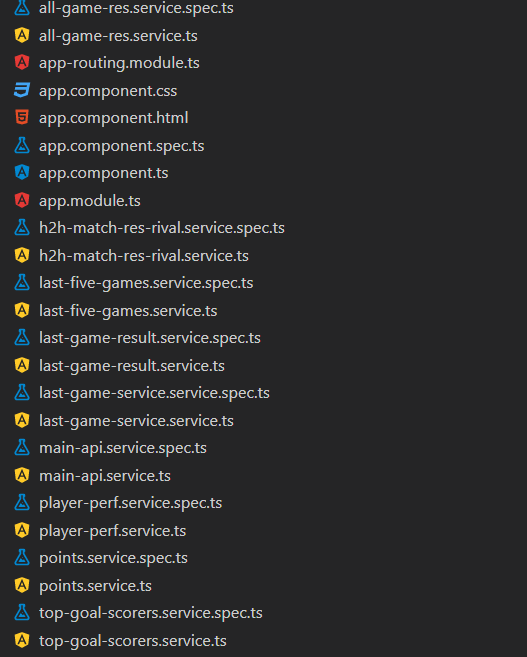 all-game-res.service.spec.ts
all-game-res.service.ts
app-routing.module.ts
app.component.css
app.component.html
app.component.spec.ts
app.component.ts
app.module.ts
h2h-match-res-rival.service.spec.ts
h2h-match-res-rival.service.ts
last-five-games.service.spec.ts
last-five-games.service.ts
last-game-result.service.spec.ts
last-game-result.service.ts
last-game-service.service.spec.ts
last-game-service.service.ts
main-api.service.spec.ts
main-api.service.ts
player-perf.service.spec.ts
player-perf.service.ts
points.service.spec.ts
points.service.ts
top-goal-scorers.service.spec.ts
top-goal-scorers.service.ts